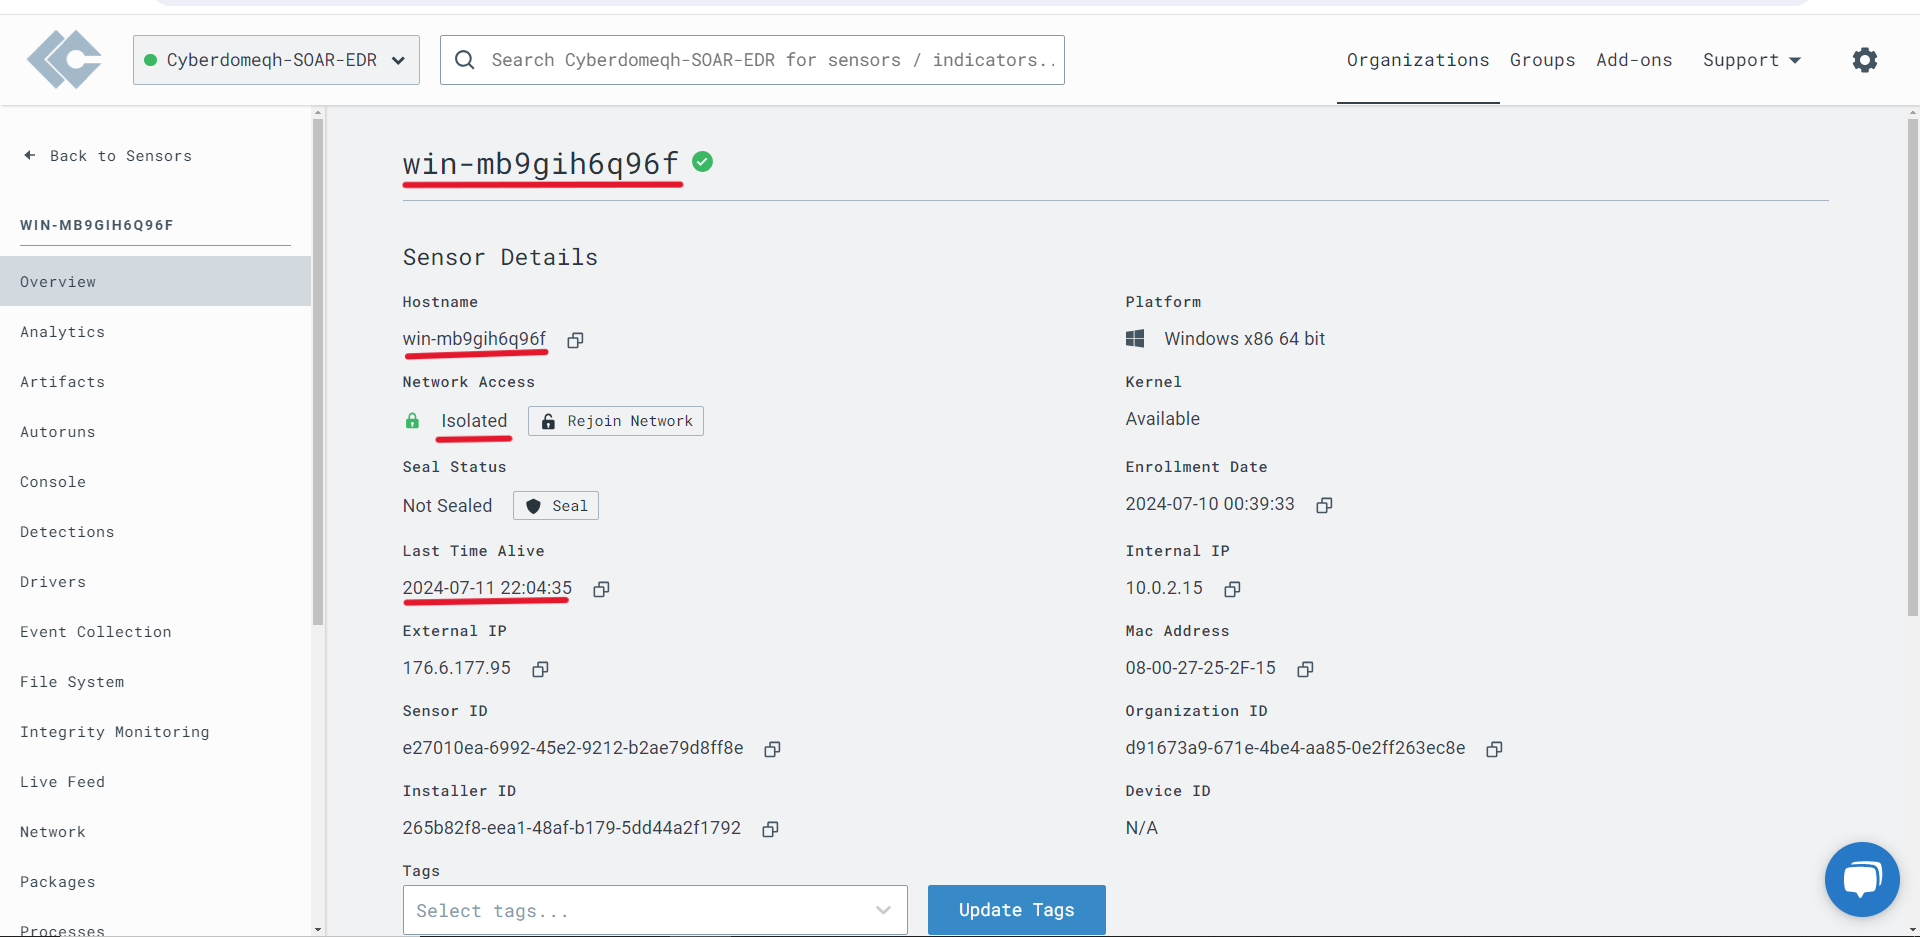 Cyberdomeqh-SOAR-EDR
Search Cyberdomeqh-SOAR-EDR for sensors / indicators..
Organizations
Groups
Add-ons
Support
Back to Sensors
WIN-MB9GIH6Q96F
Overview
Analytics
Artifacts
Autoruns
Console
Detections
Drivers
Event Collection
File System
Integrity Monitoring
Live Feed
Network
Packages
Processes
win-mb9gih6q96f
Sensor Details
Hostname
win-mb9gih6q96f
Platform
Windows x86 64 bit
Network Access
Isolated
Rejoin Network
Kernel
Available
Seal Status
Not Sealed
Seal
Enrollment Date
2024-07-10 00:39:33
Last Time Alive
2024-07-11 22:04:35
Internal IP
10.0.2.15
External IP
176.6.177.95
Mac Address
08-00-27-25-2F-15
Sensor ID
e27010ea-6992-45e2-9212-b2ae79d8ff8e
Organization ID
d91673a9-671e-4be4-aa85-0e2ff263ec8e
Installer ID
265b82f8-eea1-48af-b179-5dd44a2f1792
Device ID
N/A
Tags
Select tags...
Update Tags